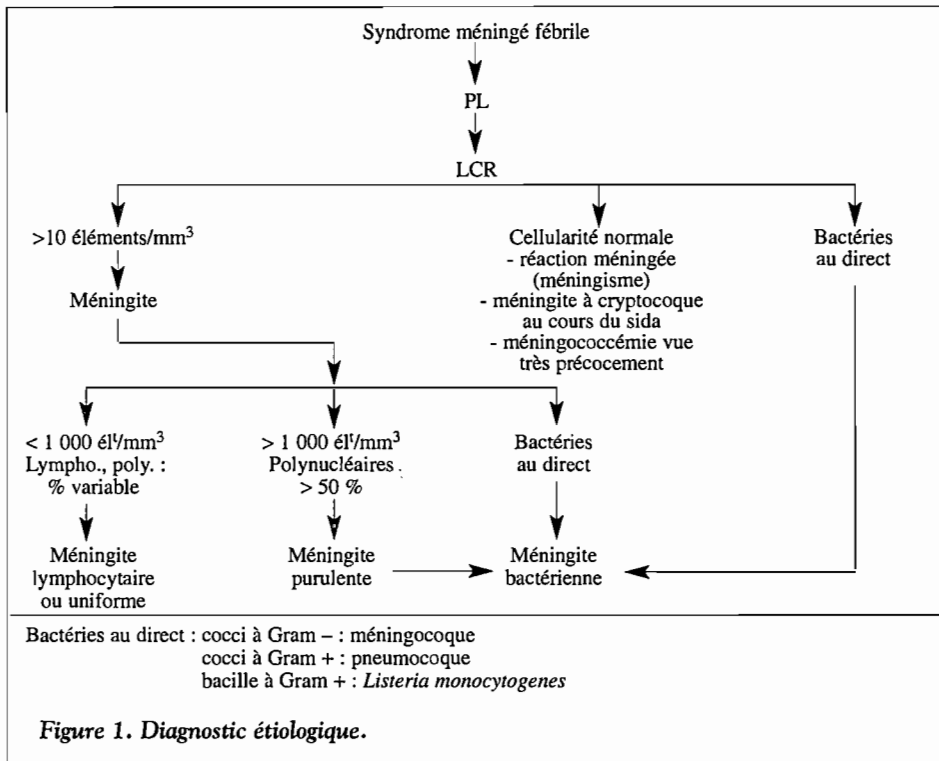 Syndrome méningé fébrile
PL
LCR
>10 éléments/mm³
Méningite
Cellularité normale
- réaction méningée
(méningisme)
- méningite à cryptocoque
au cours du sida
- méningococcémie vue
très précocement
Bactéries
au direct
< 1 000 élᵗ/mm³
Lympho., poly. :
% variable
Méningite
lymphocytaire
ou uniforme
> 1 000 élᵗ/mm³
Polynucléaires
> 50 %
Méningite
purulente
Bactéries
au direct
Méningite
bactérienne
Bactéries au direct : cocci à Gram – : méningocoque
cocci à Gram + : pneumocoque
bacille à Gram + : Listeria monocytogenes
Figure 1. Diagnostic étiologique.